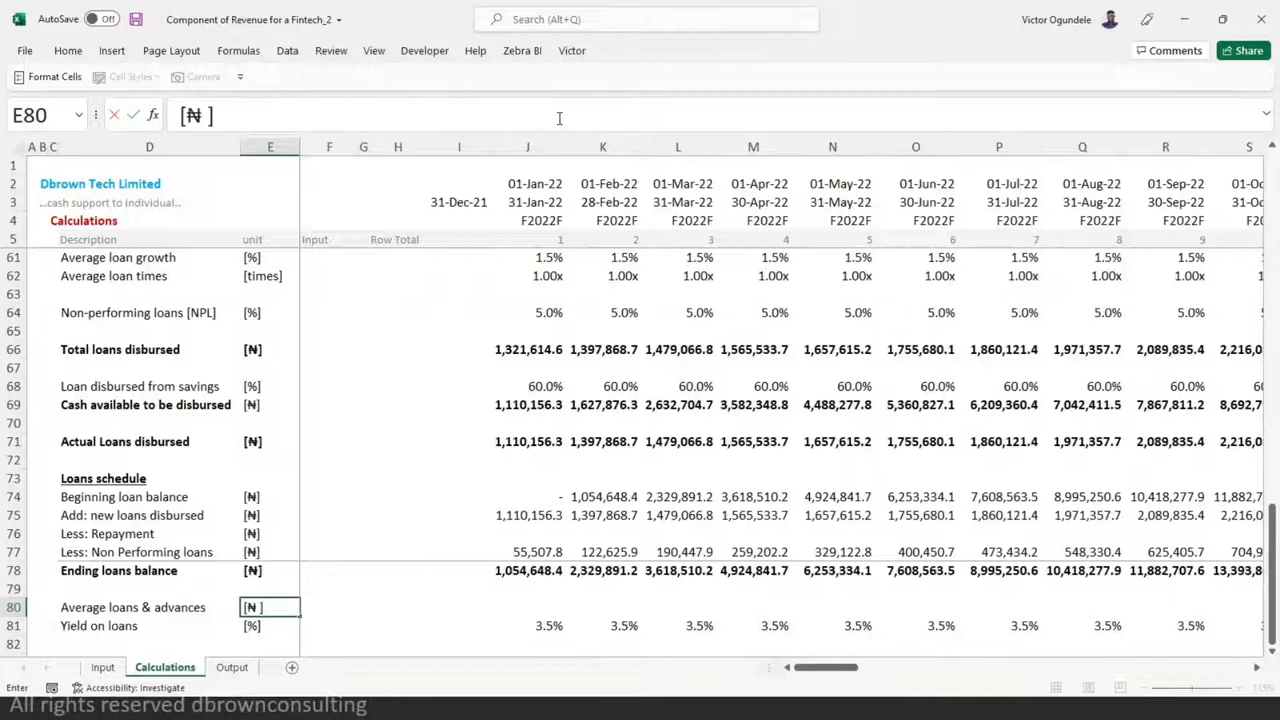 AutoSave Off Component of Revenue for a Fintech_2 Search (Alt+Q) Victor Ogundele
File Home Insert Page Layout Formulas Data Review View Developer Help Zebra BI Victor Comments Share
Format Cells Cell Styles Camera
E80 fx [₦ ]
A B C D E F G H I J K L M N O P Q R S
1
2 Dbrown Tech Limited 01-Jan-22 01-Feb-22 01-Mar-22 01-Apr-22 01-May-22 01-Jun-22 01-Jul-22 01-Aug-22 01-Sep-22 01-Oc
3 ...cash support to individual.. 31-Dec-21 31-Jan-22 28-Feb-22 31-Mar-22 30-Apr-22 31-May-22 30-Jun-22 31-Jul-22 31-Aug-22 30-Sep-22 31-Oc
4 Calculations F2022F F2022F F2022F F2022F F2022F F2022F F2022F F2022F F2022F F20
5 Description unit Input Row Total 1 2 3 4 5 6 7 8 9
61 Average loan growth [%] 1.5% 1.5% 1.5% 1.5% 1.5% 1.5% 1.5% 1.5% 1.5% 1
62 Average loan times [times] 1.00x 1.00x 1.00x 1.00x 1.00x 1.00x 1.00x 1.00x 1.00x 1
63
64 Non-performing loans [NPL] [%] 5.0% 5.0% 5.0% 5.0% 5.0% 5.0% 5.0% 5.0% 5.0% 5
65
66 Total loans disbursed [₦] 1,321,614.6 1,397,868.7 1,479,066.8 1,565,533.7 1,657,615.2 1,755,680.1 1,860,121.4 1,971,357.7 2,089,835.4 2,216,0
67
68 Loan disbursed from savings [%] 60.0% 60.0% 60.0% 60.0% 60.0% 60.0% 60.0% 60.0% 60.0% 60
69 Cash available to be disbursed [₦] 1,110,156.3 1,627,876.3 2,632,704.7 3,582,348.8 4,488,277.8 5,360,827.1 6,209,360.4 7,042,411.5 7,867,811.2 8,692,7
70
71 Actual Loans disbursed [₦] 1,110,156.3 1,397,868.7 1,479,066.8 1,565,533.7 1,657,615.2 1,755,680.1 1,860,121.4 1,971,357.7 2,089,835.4 2,216,0
72
73 Loans schedule
74 Beginning loan balance [₦] - 1,054,648.4 2,329,891.2 3,618,510.2 4,924,841.7 6,253,334.1 7,608,563.5 8,995,250.6 10,418,277.9 11,882,7
75 Add: new loans disbursed [₦] 1,110,156.3 1,397,868.7 1,479,066.8 1,565,533.7 1,657,615.2 1,755,680.1 1,860,121.4 1,971,357.7 2,089,835.4 2,216,0
76 Less: Repayment [₦]
77 Less: Non Performing loans [₦] 55,507.8 122,625.9 190,447.9 259,202.2 329,122.8 400,450.7 473,434.2 548,330.4 625,405.7 704,9
78 Ending loans balance [₦] 1,054,648.4 2,329,891.2 3,618,510.2 4,924,841.7 6,253,334.1 7,608,563.5 8,995,250.6 10,418,277.9 11,882,707.6 13,393,8
79
80 Average loans & advances [₦ ]
81 Yield on loans [%] 3.5% 3.5% 3.5% 3.5% 3.5% 3.5% 3.5% 3.5% 3.5% 3
82
Input Calculations Output
Enter Accessibility: Investigate 115%
All rights reserved dbrownconsulting